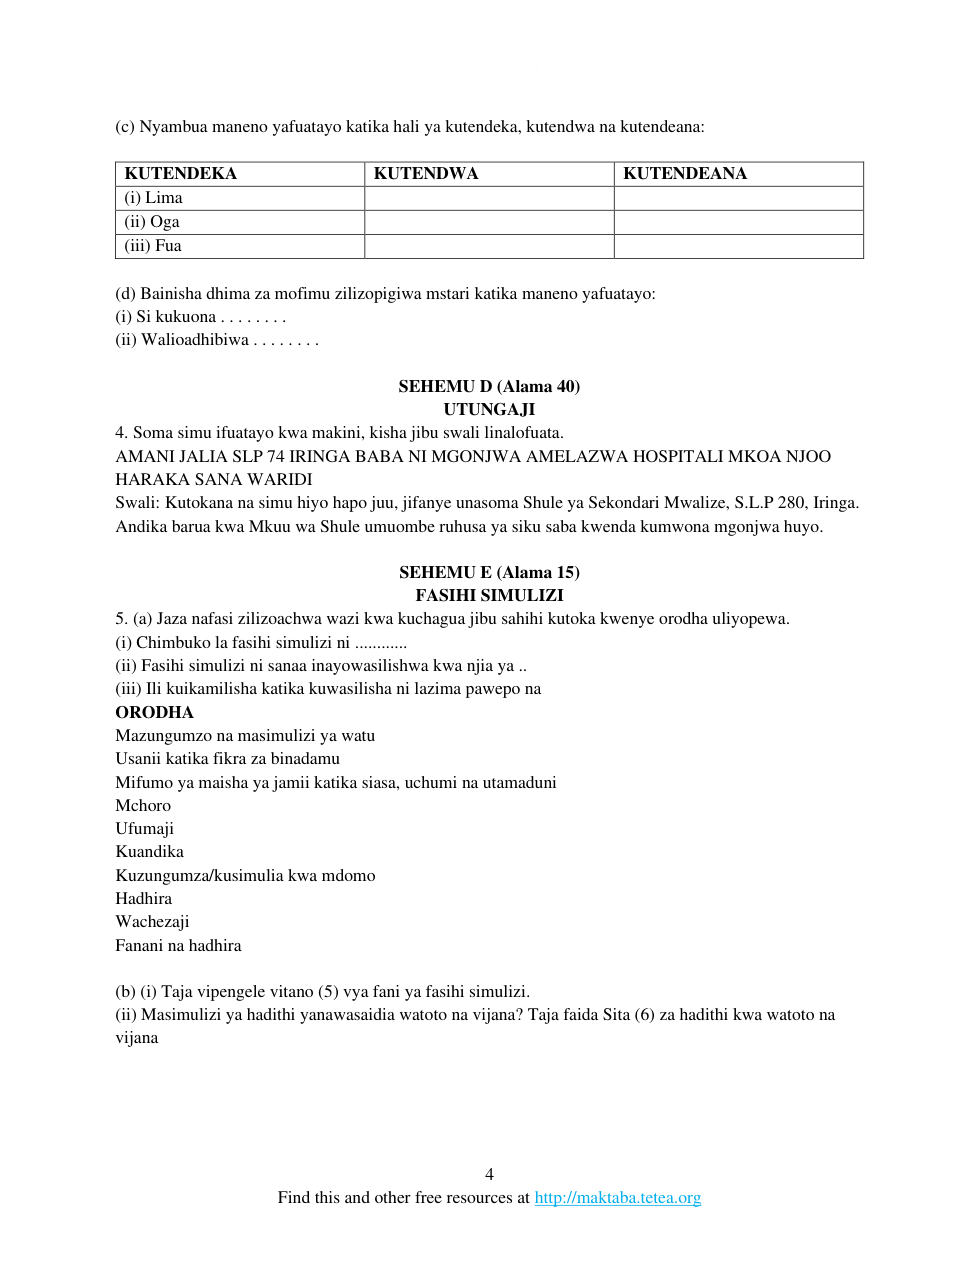 (c) Nyambua maneno yafuatayo katika hali ya kutendeka, kutendwa na kutendeana:
KUTENDEKA KUTENDWA KUTENDEANA
(i) Lima
(ii) Oga
(iii) Fua
(d) Bainisha dhima za mofimu zilizopigiwa mstari katika maneno yafuatayo:
(i) Si kukuona . . . . . . . .
(ii) Walioadhibiwa . . . . . . . .
SEHEMU D (Alama 40)
UTUNGAJI
4. Soma simu ifuatayo kwa makini, kisha jibu swali linalofuata.
AMANI JALIA SLP 74 IRINGA BABA NI MGONJWA AMELAZWA HOSPITALI MKOA NJOO
HARAKA SANA WARIDI
Swali: Kutokana na simu hiyo hapo juu, jifanye unasoma Shule ya Sekondari Mwalize, S.L.P 280, Iringa.
Andika barua kwa Mkuu wa Shule umuombe ruhusa ya siku saba kwenda kumwona mgonjwa huyo.
SEHEMU E (Alama 15)
FASIHI SIMULIZI
5. (a) Jaza nafasi zilizoachwa wazi kwa kuchagua jibu sahihi kutoka kwenye orodha uliyopewa.
(i) Chimbuko la fasihi simulizi ni ............
(ii) Fasihi simulizi ni sanaa inayowasilishwa kwa njia ya ..
(iii) Ili kuikamilisha katika kuwasilisha ni lazima pawepo na
ORODHA
Mazungumzo na masimulizi ya watu
Usanii katika fikra za binadamu
Mifumo ya maisha ya jamii katika siasa, uchumi na utamaduni
Mchoro
Ufumaji
Kuandika
Kuzungumza/kusimulia kwa mdomo
Hadhira
Wachezaji
Fanani na hadhira
(b) (i) Taja vipengele vitano (5) vya fani ya fasihi simulizi.
(ii) Masimulizi ya hadithi yanawasaidia watoto na vijana? Taja faida Sita (6) za hadithi kwa watoto na
vijana
4
Find this and other free resources at http://maktaba.tetea.org